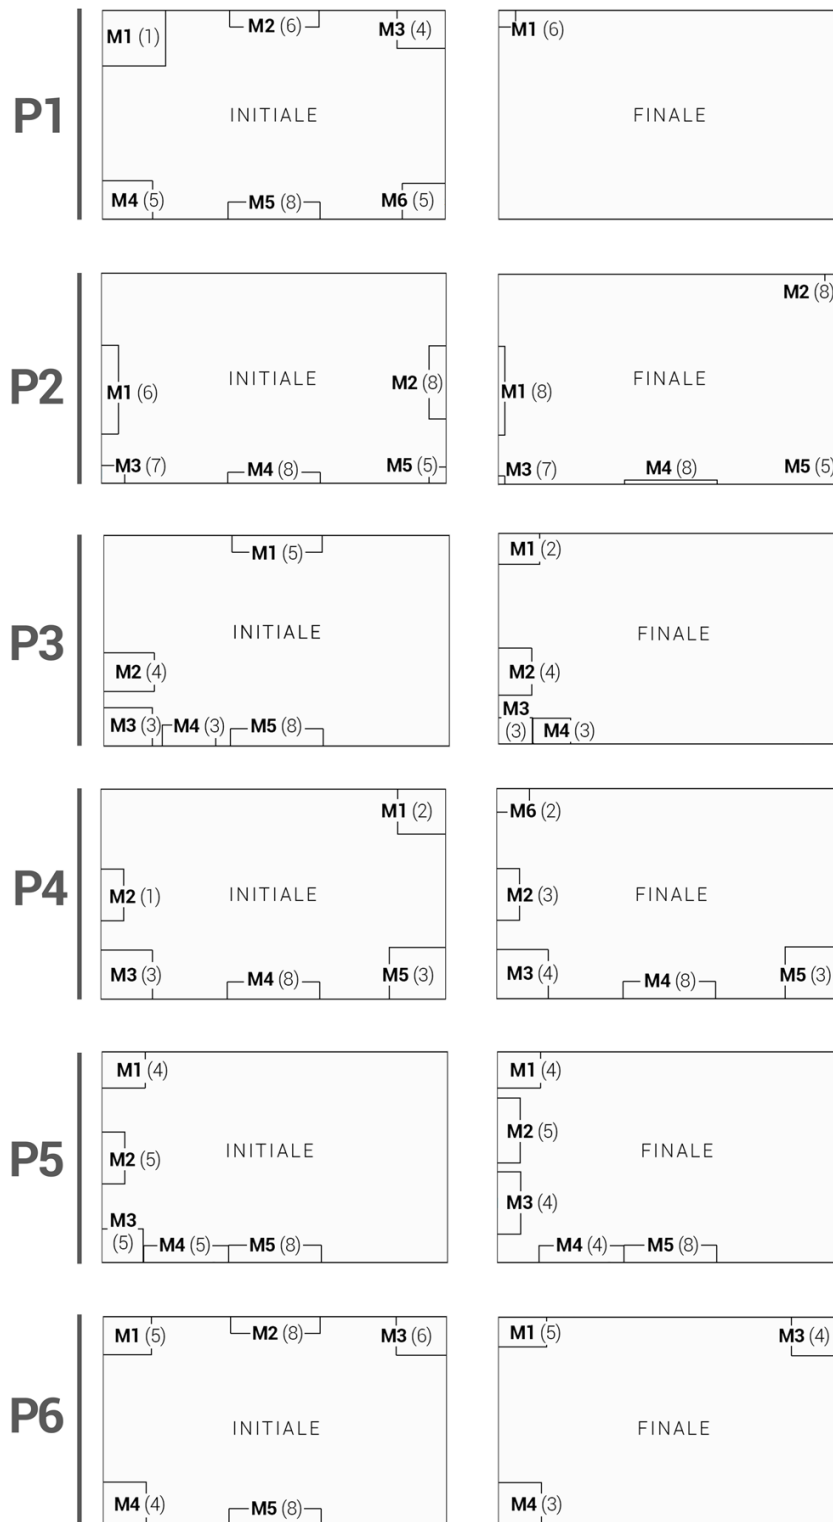 P1
M1 (1)
M2 (6)
M3 (4)
INITIALE
M4 (5)
M5 (8)
M6 (5)
M1 (6)
FINALE
P2
M1 (6)
INITIALE
M2 (8)
M3 (7)
M4 (8)
M5 (5)
M2 (8)
M1 (8)
FINALE
M3 (7)
M4 (8)
M5 (5)
P3
M1 (5)
INITIALE
M2 (4)
M3 (3)
M4 (3)
M5 (8)
M1 (2)
FINALE
M2 (4)
M3
(3)
M4 (3)
P4
M1 (2)
M2 (1)
INITIALE
M3 (3)
M4 (8)
M5 (3)
M6 (2)
M2 (3)
FINALE
M3 (4)
M4 (8)
M5 (3)
P5
M1 (4)
M2 (5)
INITIALE
M3
(5)
M4 (5)
M5 (8)
M1 (4)
M2 (5)
FINALE
M3 (4)
M4 (4)
M5 (8)
P6
M1 (5)
M2 (8)
M3 (6)
INITIALE
M4 (4)
M5 (8)
M1 (5)
M3 (4)
FINALE
M4 (3)